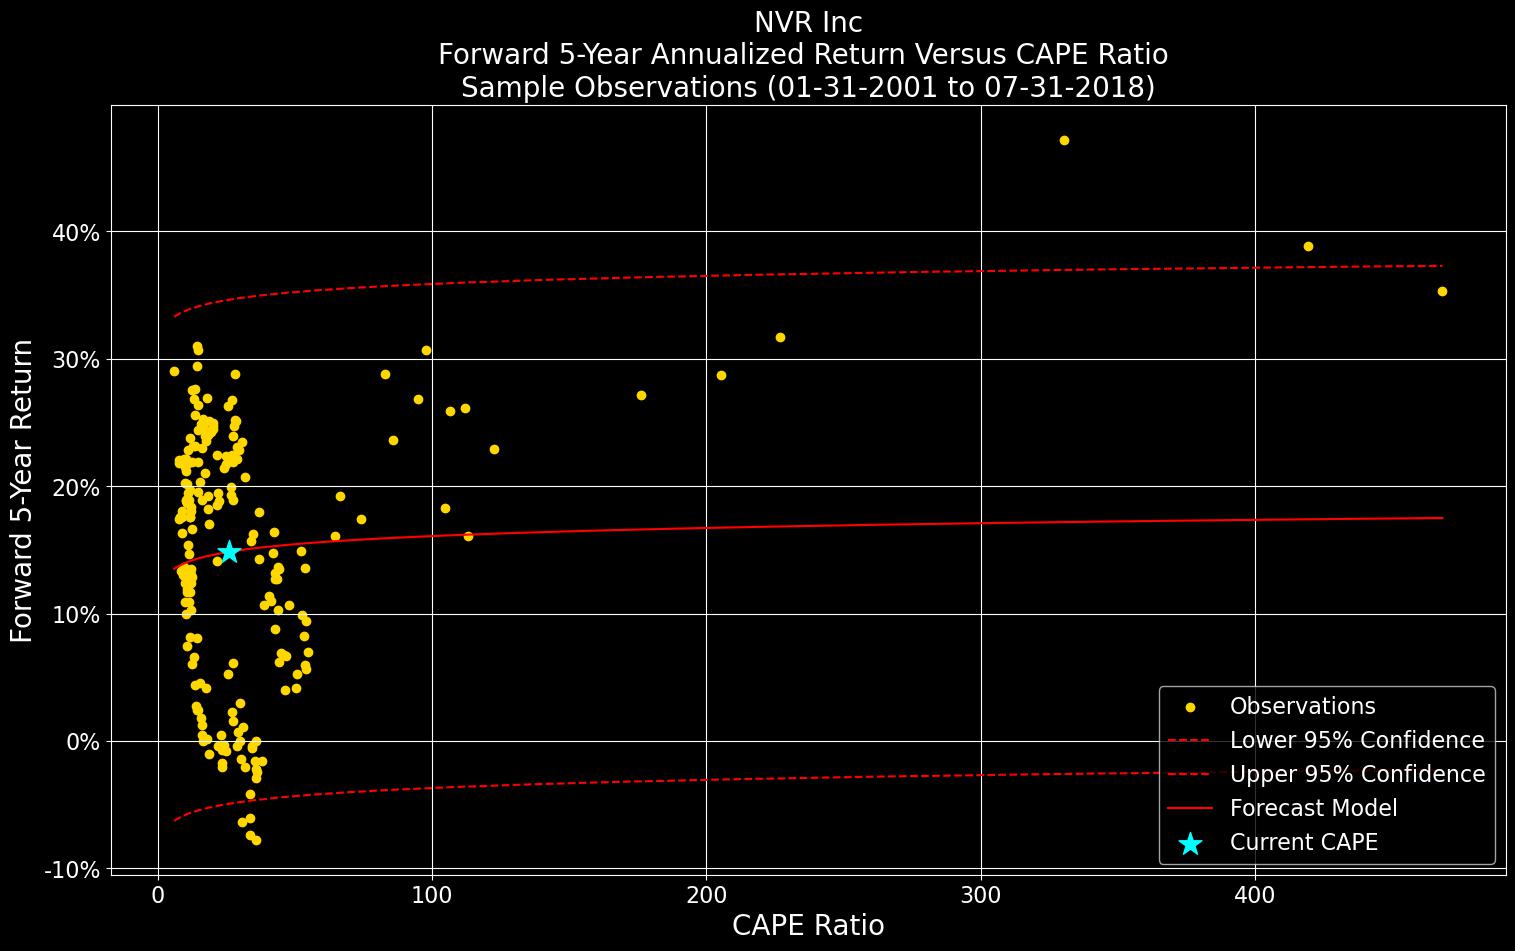 NVR Inc
Forward 5-Year Annualized Return Versus CAPE Ratio
Sample Observations (01-31-2001 to 07-31-2018)
Forward 5-Year Return
40%
30%
20%
10%
0%
-10%
0 100 200 300 400
CAPE Ratio
Observations
Lower 95% Confidence
Upper 95% Confidence
Forecast Model
Current CAPE